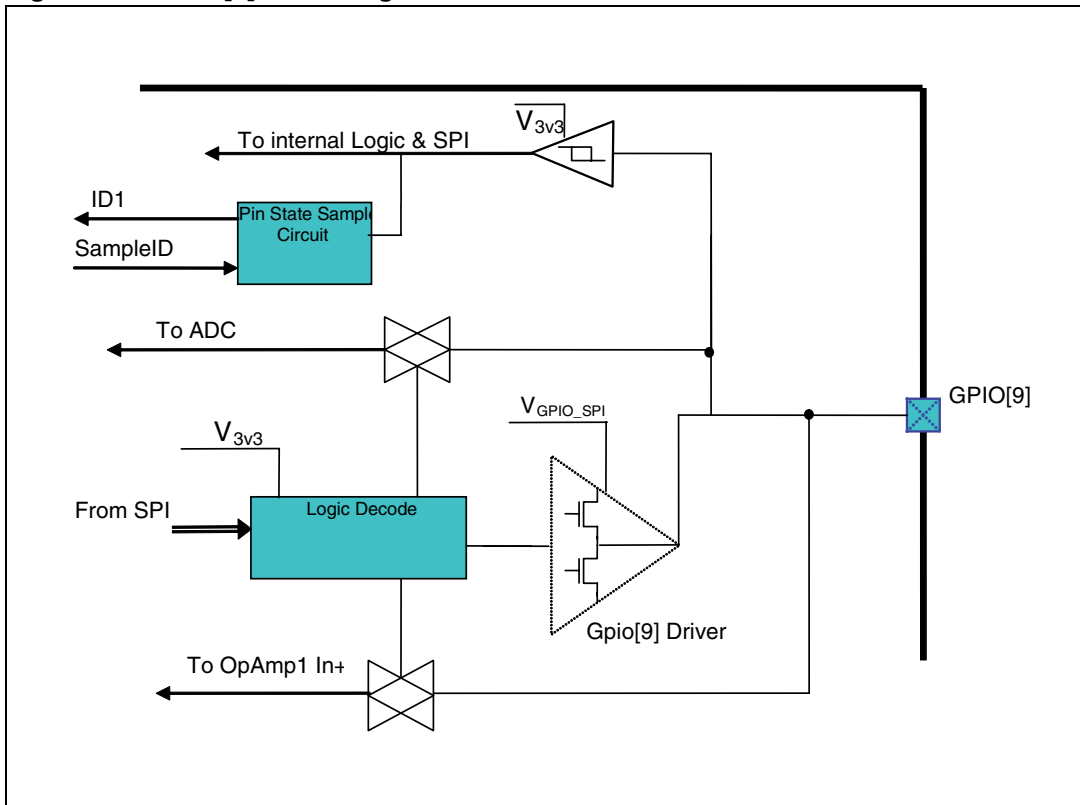 V3v3
To internal Logic & SPI
ID1
Pin State Sampl
Circuit
SampleID
To ADC
GPIO[9]
VGPIO_SPI
V3v3
From SPI
Logic Decode
Gpio[9] Driver
To OpAmp1 In+